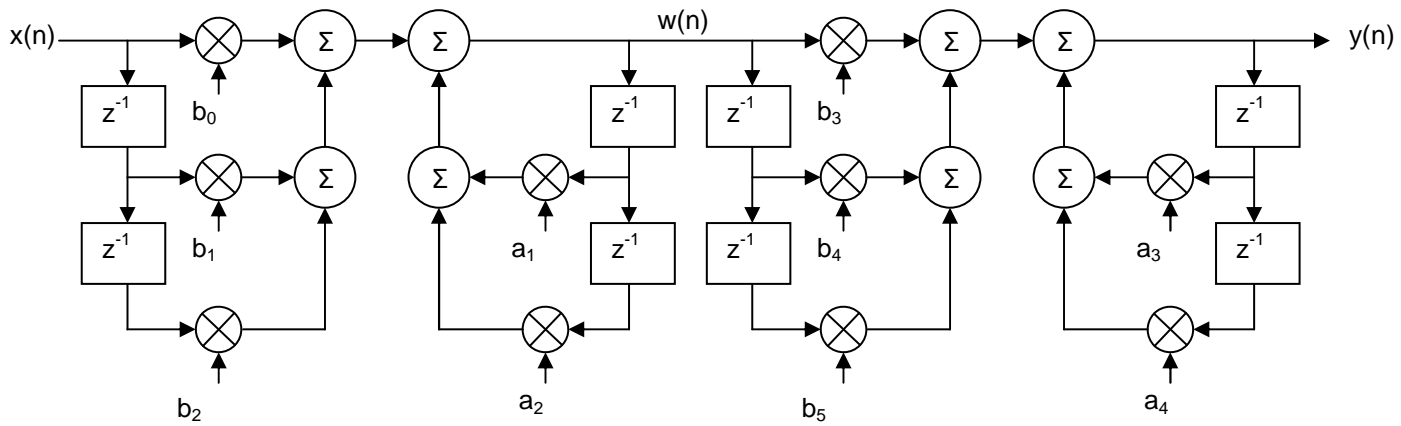 x(n) Σ Σ w(n) Σ Σ y(n)
z⁻¹ b₀ z⁻¹ z⁻¹ b₃ z⁻¹
Σ Σ Σ Σ
z⁻¹ b₁ a₁ z⁻¹ z⁻¹ b₄ a₃ z⁻¹
b₂ a₂ b₅ a₄